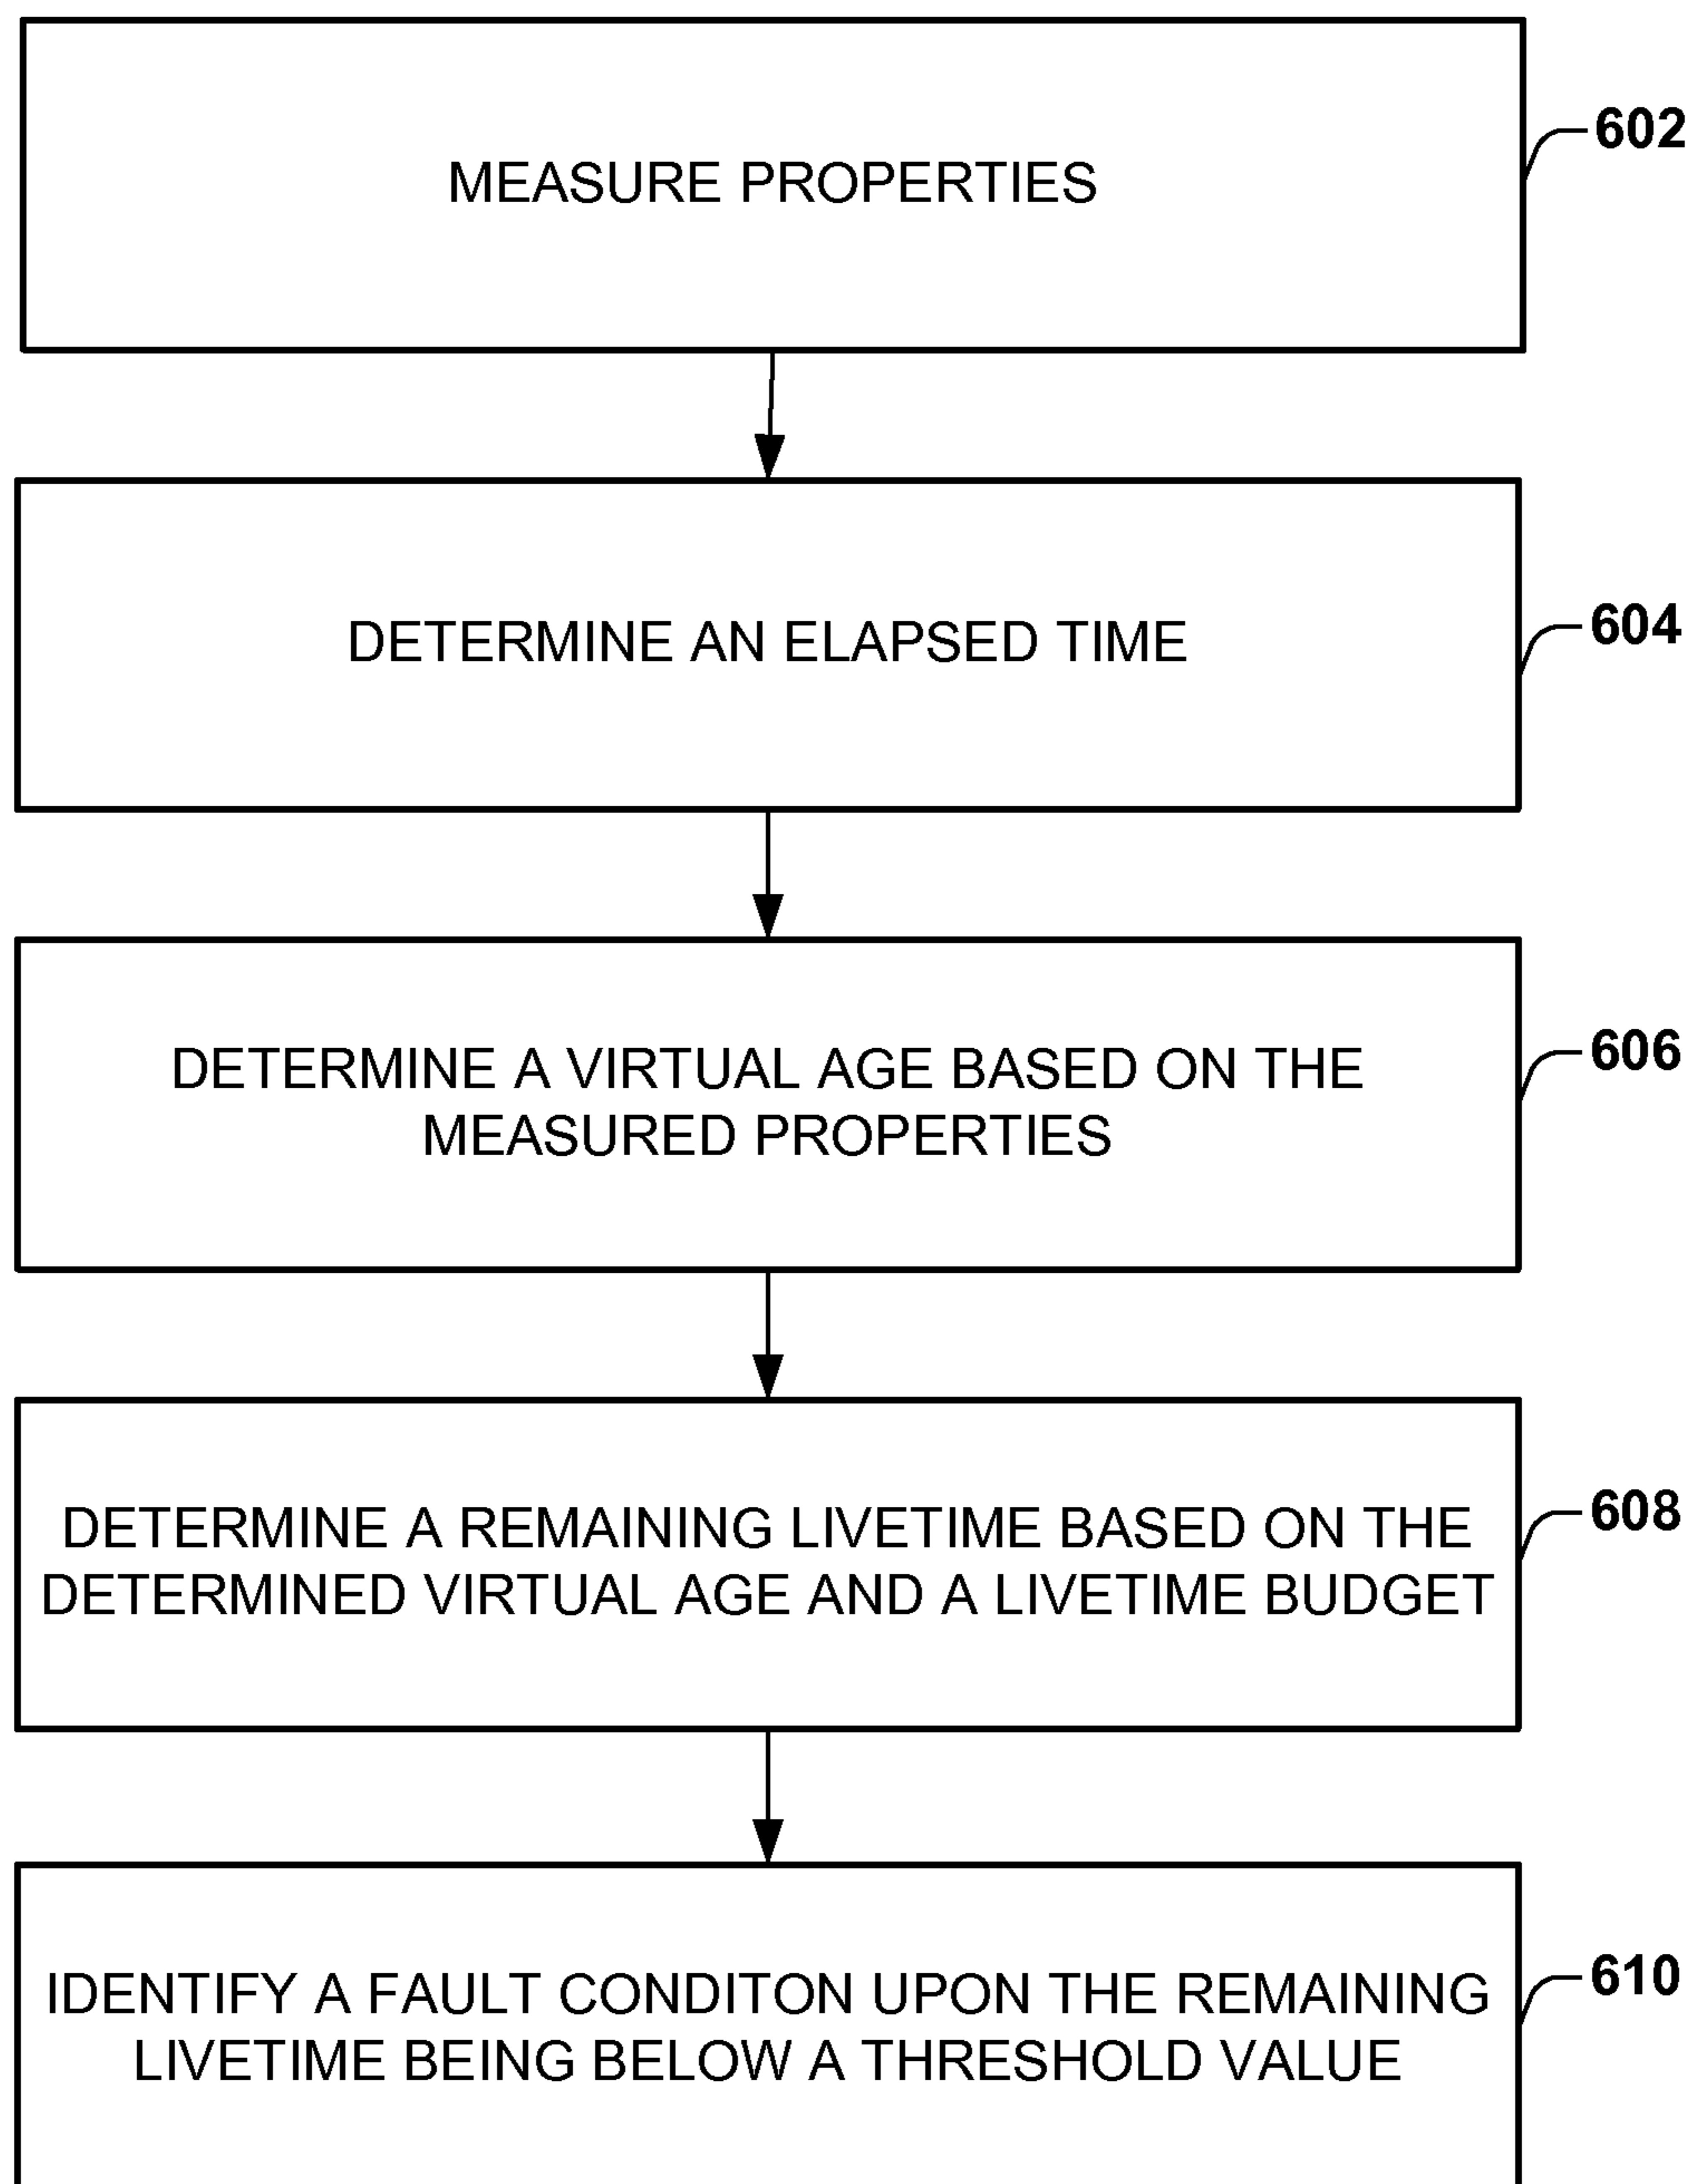 MEASURE PROPERTIES
602
DETERMINE AN ELAPSED TIME
604
DETERMINE A VIRTUAL AGE BASED ON THE
MEASURED PROPERTIES
606
DETERMINE A REMAINING LIVETIME BASED ON THE
DETERMINED VIRTUAL AGE AND A LIVETIME BUDGET
608
IDENTIFY A FAULT CONDITON UPON THE REMAINING
LIVETIME BEING BELOW A THRESHOLD VALUE
610